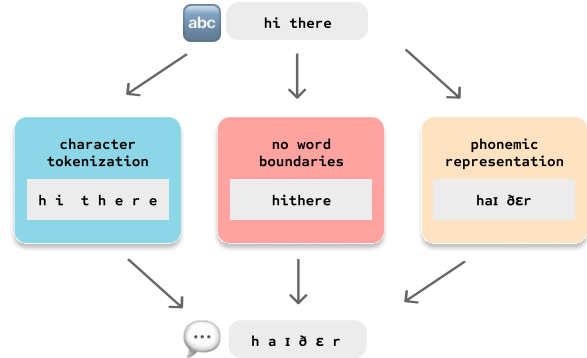 abc
hi there
character
tokenization
h i  t h e r e
no word
boundaries
hithere
phonemic
representation
haɪ ðɛr
h a ɪ ð ɛ r